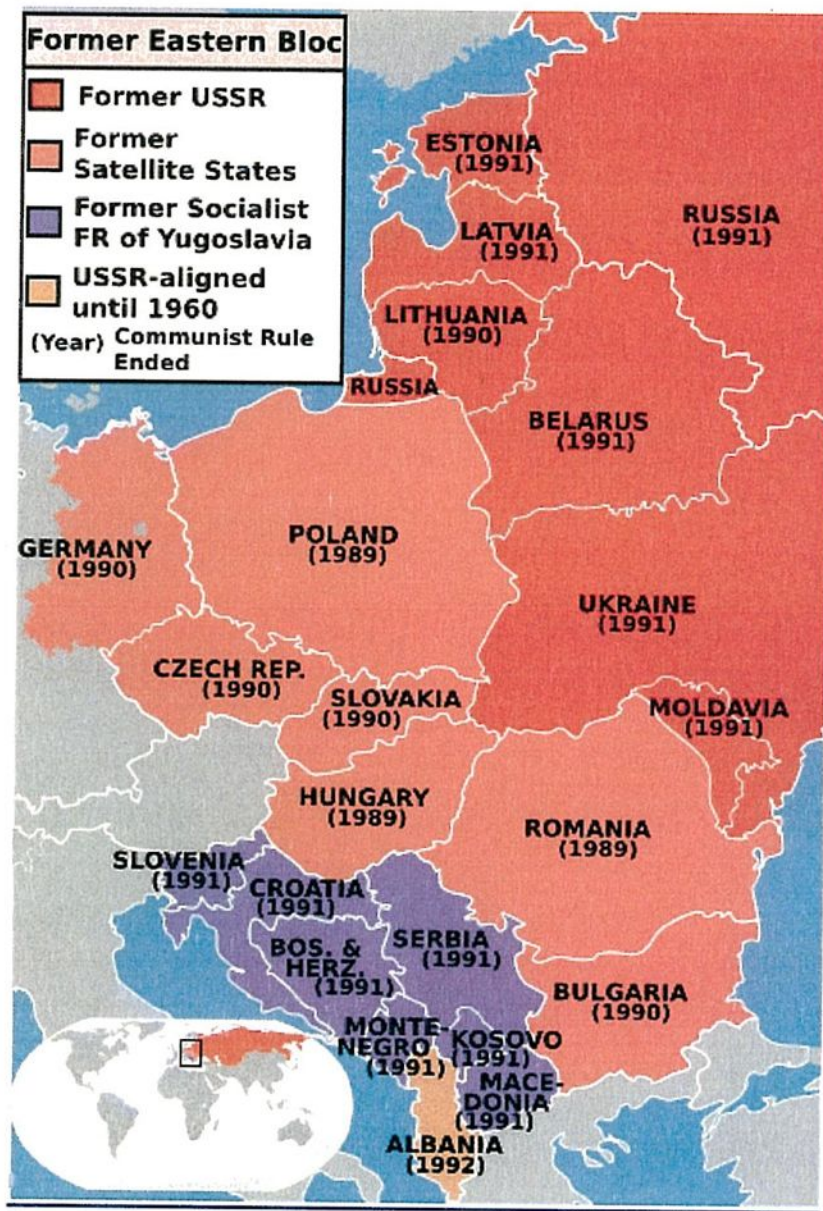 Former Eastern Bloc
Former USSR
Former
Satellite States
Former Socialist
FR of Yugoslavia
USSR-aligned
until 1960
(Year) Communist Rule
Ended
ESTONIA
(1991)
RUSSIA
(1991)
LATVIA
(1991)
LITHUANIA
(1990)
RUSSIA
BELARUS
(1991)
GERMANY
(1990)
POLAND
(1989)
UKRAINE
(1991)
CZECH REP.
(1990)
SLOVAKIA
(1990)
MOLDAVIA
(1991)
HUNGARY
(1989)
ROMANIA
(1989)
SLOVENIA
(1991)
CROATIA
(1991)
BOS. &
HERZ.
(1991)
SERBIA
(1991)
BULGARIA
(1990)
MONTE-
NEGRO
(1991)
KOSOVO
(1991)
MACE-
DONIA
(1991)
ALBANIA
(1992)